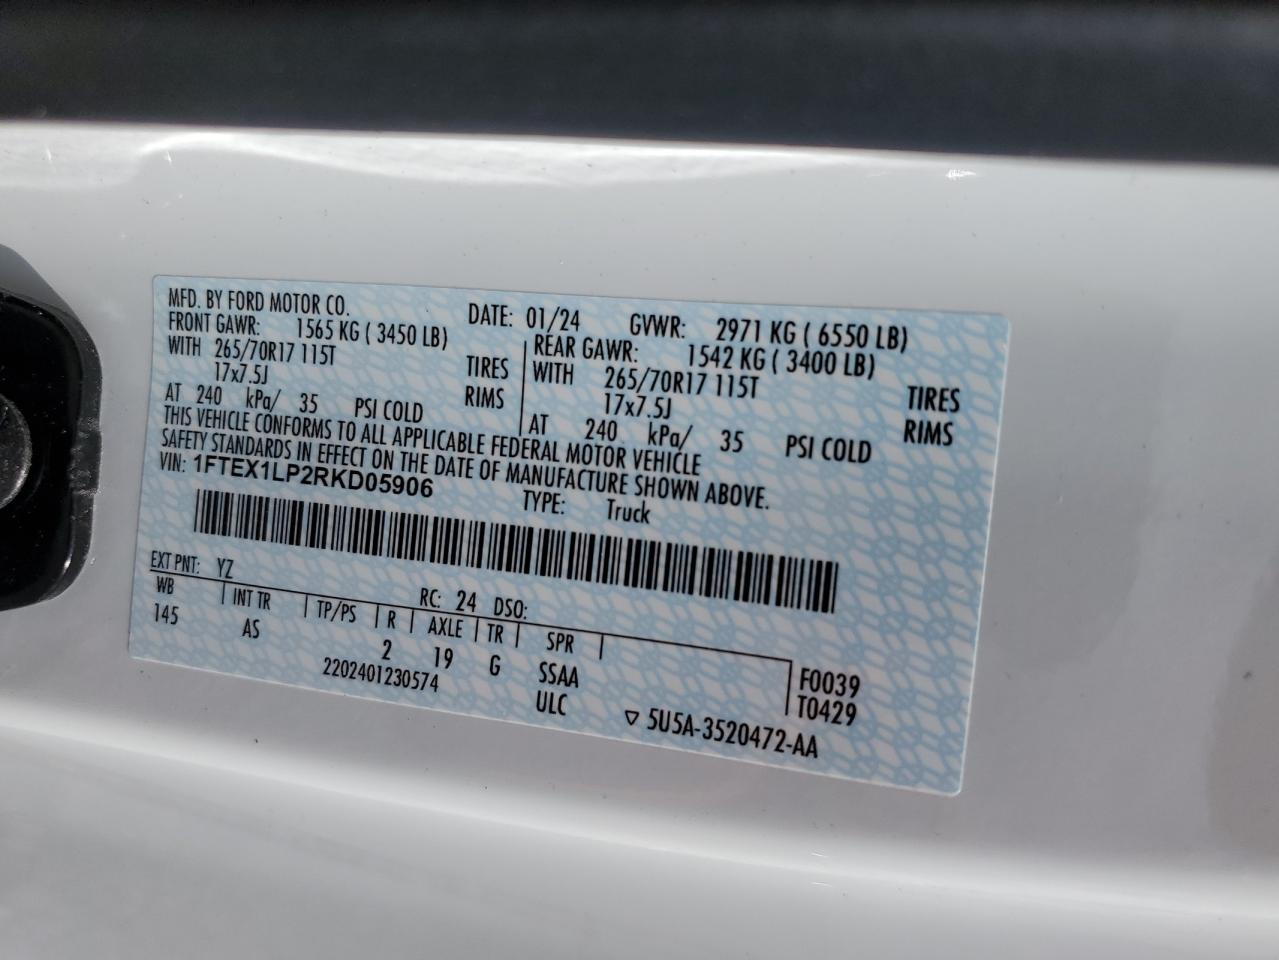 MFD. BY FORD MOTOR CO. DATE: 01/24 GVWR: 2971 KG ( 6550 LB)
FRONT GAWR: 1565 KG ( 3450 LB) REAR GAWR: 1542 KG ( 3400 LB)
WITH 265/70R17 115T TIRES WITH 265/70R17 115T TIRES
17x7.5J RIMS 17x7.5J RIMS
AT 240 kPa/ 35 PSI COLD AT 240 kPa/ 35 PSI COLD
THIS VEHICLE CONFORMS TO ALL APPLICABLE FEDERAL MOTOR VEHICLE
SAFETY STANDARDS IN EFFECT ON THE DATE OF MANUFACTURE SHOWN ABOVE.
VIN: 1FTEX1LP2RKD05906 TYPE: Truck
EXT PNT: YZ RC: 24 DSO:
WB INT TR TP/PS R AXLE TR SPR
145 AS 2 19 G SSAA F0039
2202401230574 ULC T0429
▽ 5U5A-3520472-AA